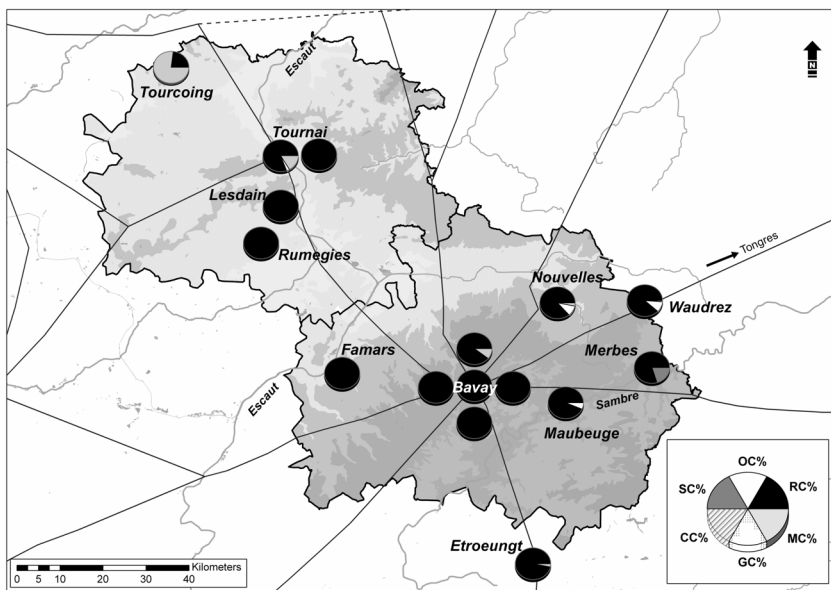 Escaut
N
Tourcoing
Tournai
Lesdain
Rumegies
Tongres
Nouvelles
Waudrez
Famars
Merbes
Bavay
Escaut
Sambre
Maubeuge
Etroeungt
OC%
SC%
RC%
CC%
MC%
GC%
Kilometers
0 5 10 20 30 40